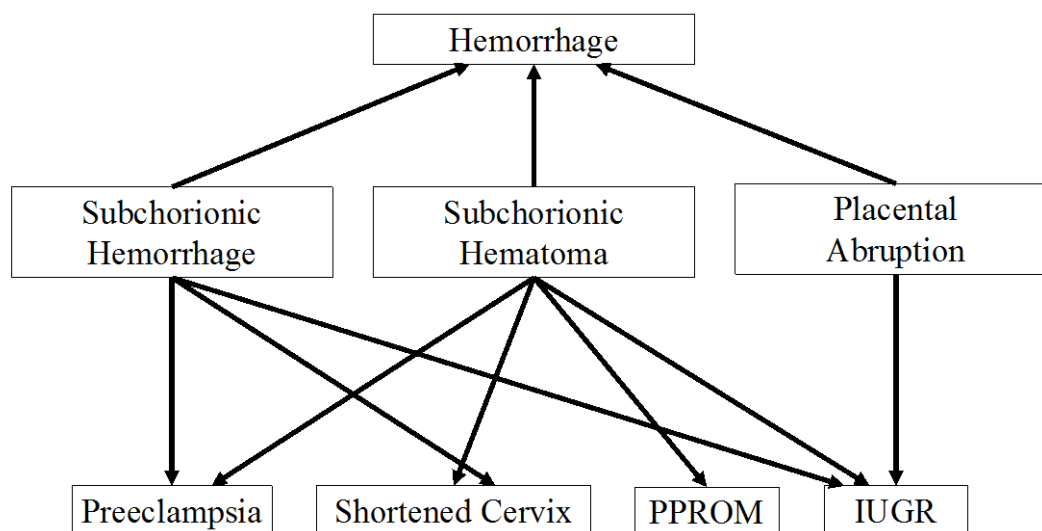 Hemorrhage
Subchorionic
Hemorrhage
Subchorionic
Hematoma
Placental
Abruption
Preeclampsia
Shortened Cervix
PPROM
IUGR